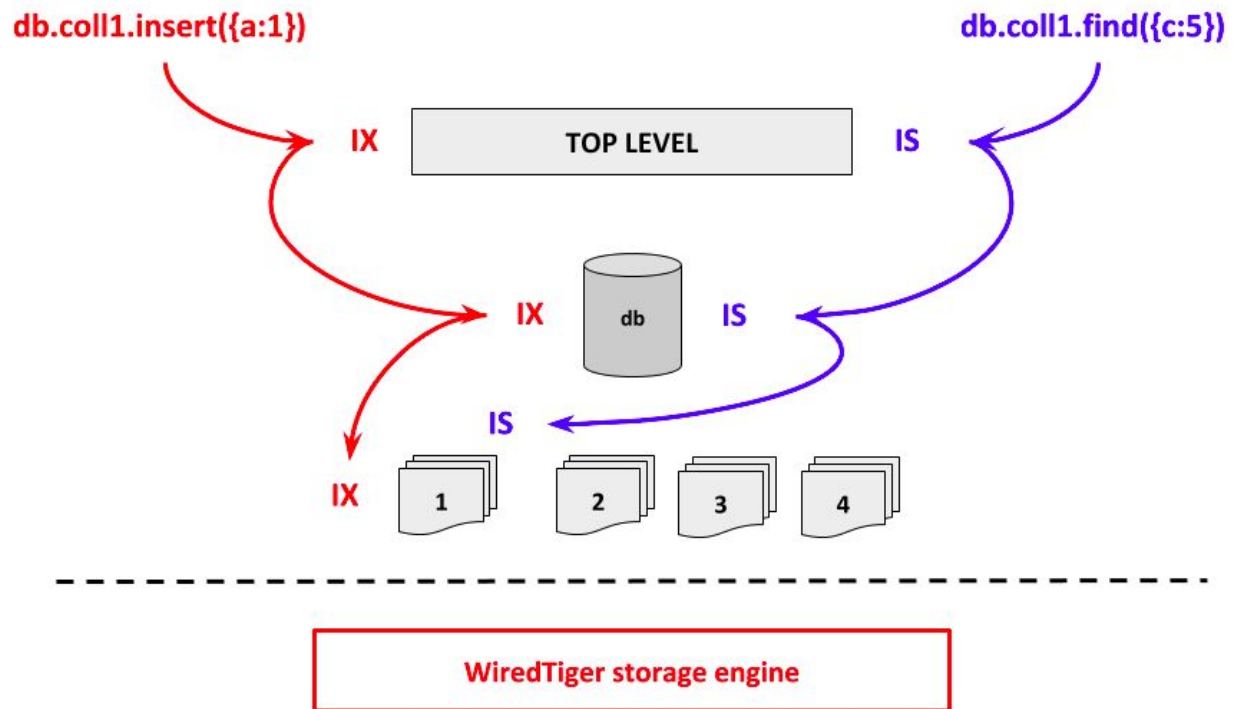 db.coll1.insert({a:1})
db.coll1.find({c:5})
IX
TOP LEVEL
IS
IX
db
IS
IS
IX
1
2
3
4
WiredTiger storage engine